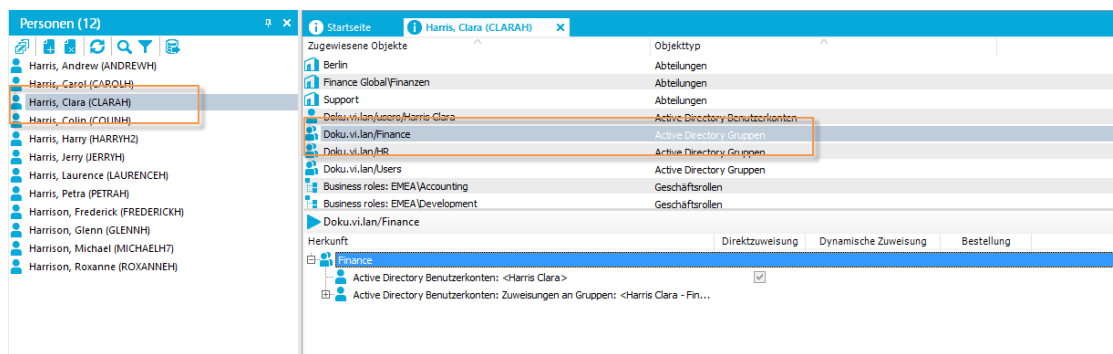 Personen (12)
Harris, Andrew (ANDREWH)
Harris, Carol (CAROLH)
Harris, Clara (CLARAH)
Harris, Colin (COLINH)
Harris, Harry (HARRYH2)
Harris, Jerry (JERRYH)
Harris, Laurence (LAURENCEH)
Harris, Petra (PETRAH)
Harrison, Frederick (FREDERICKH)
Harrison, Glenn (GLENNH)
Harrison, Michael (MICHAELH7)
Harrison, Roxanne (ROXANNEH)
Startseite Harris, Clara (CLARAH)
Zugewiesene Objekte Objekttyp
Berlin Abteilungen
Finance Global\Finanzen Abteilungen
Support Abteilungen
Doku.vi.lan/users/Harris Clara Active Directory Benutzerkonten
Doku.vi.lan/Finance Active Directory Gruppen
Doku.vi.lan/HR Active Directory Gruppen
Doku.vi.lan/Users Active Directory Gruppen
Business roles: EMEA\Accounting Geschäftsrollen
Business roles: EMEA\Development Geschäftsrollen
Doku.vi.lan/Finance
Herkunft Direktzuweisung Dynamische Zuweisung Bestellung
Finance
Active Directory Benutzerkonten: <Harris Clara>
Active Directory Benutzerkonten: Zuweisungen an Gruppen: <Harris Clara - Fin...